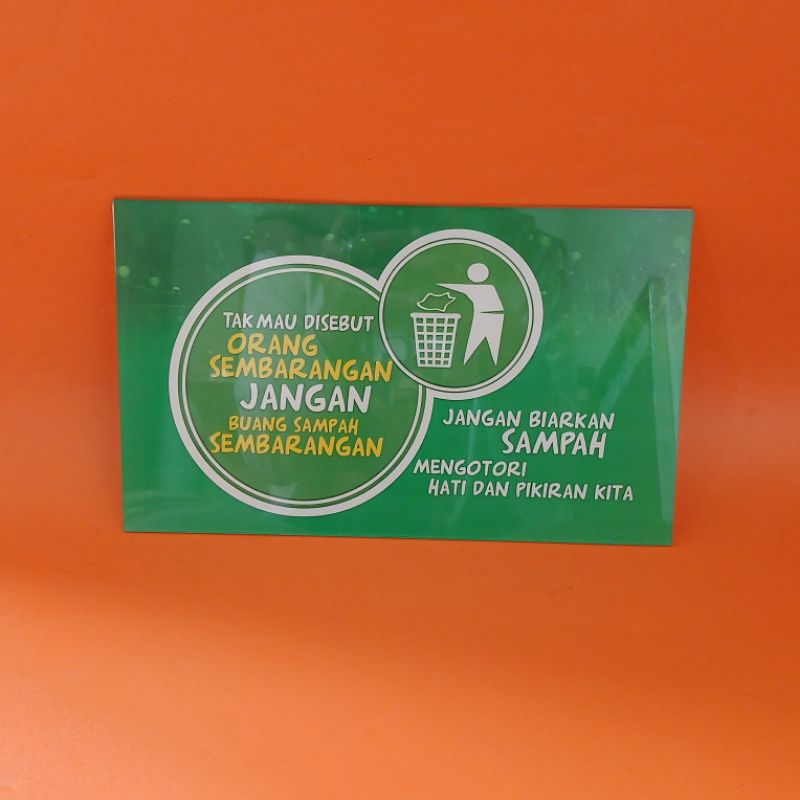 TAK MAU DISEBUT
ORANG
SEMBARANGAN
JANGAN
BUANG SAMPAH
SEMBARANGAN
JANGAN BIARKAN
SAMPAH
MENGOTORI
HATI DAN PIKIRAN KITA